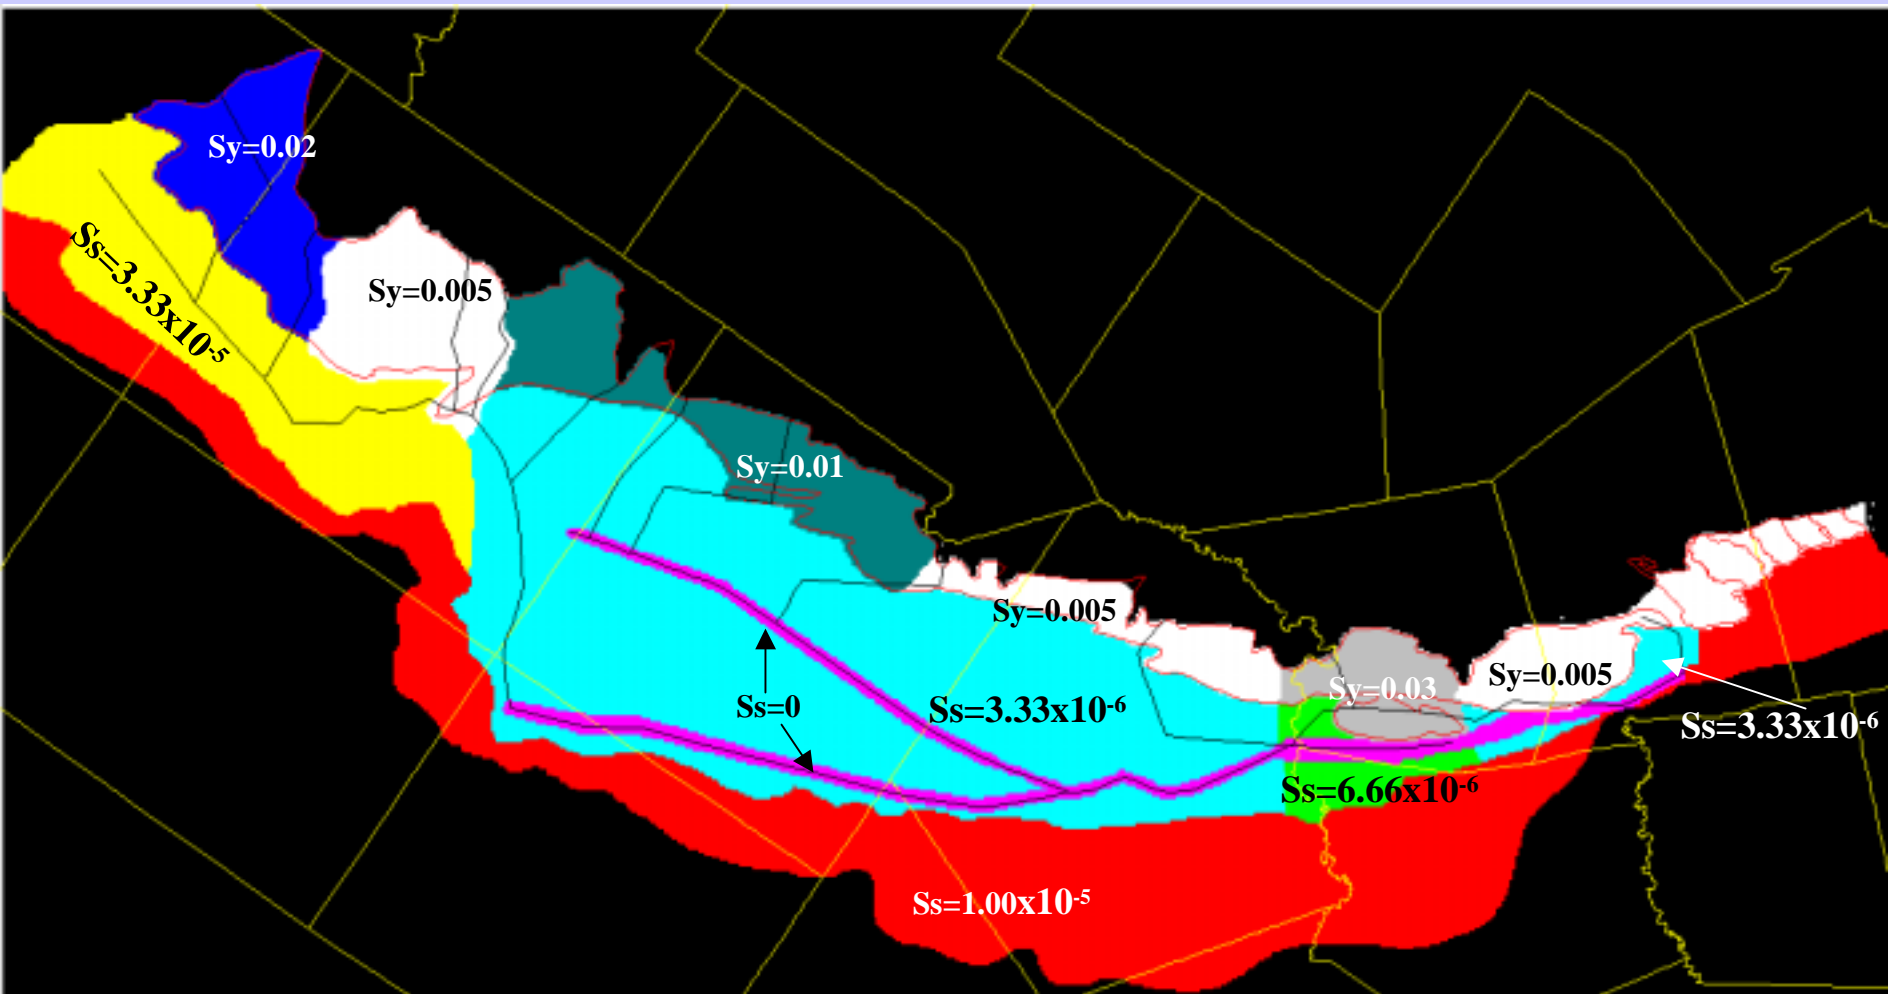 Sy=0.02
Ss=3.33x10⁻⁵
Sy=0.005
Sy=0.01
Sy=0.005
Sy=0.03
Sy=0.005
Ss=0
Ss=3.33x10⁻⁶
Ss=3.33x10⁻⁶
Ss=6.66x10⁻⁶
Ss=1.00x10⁻⁵